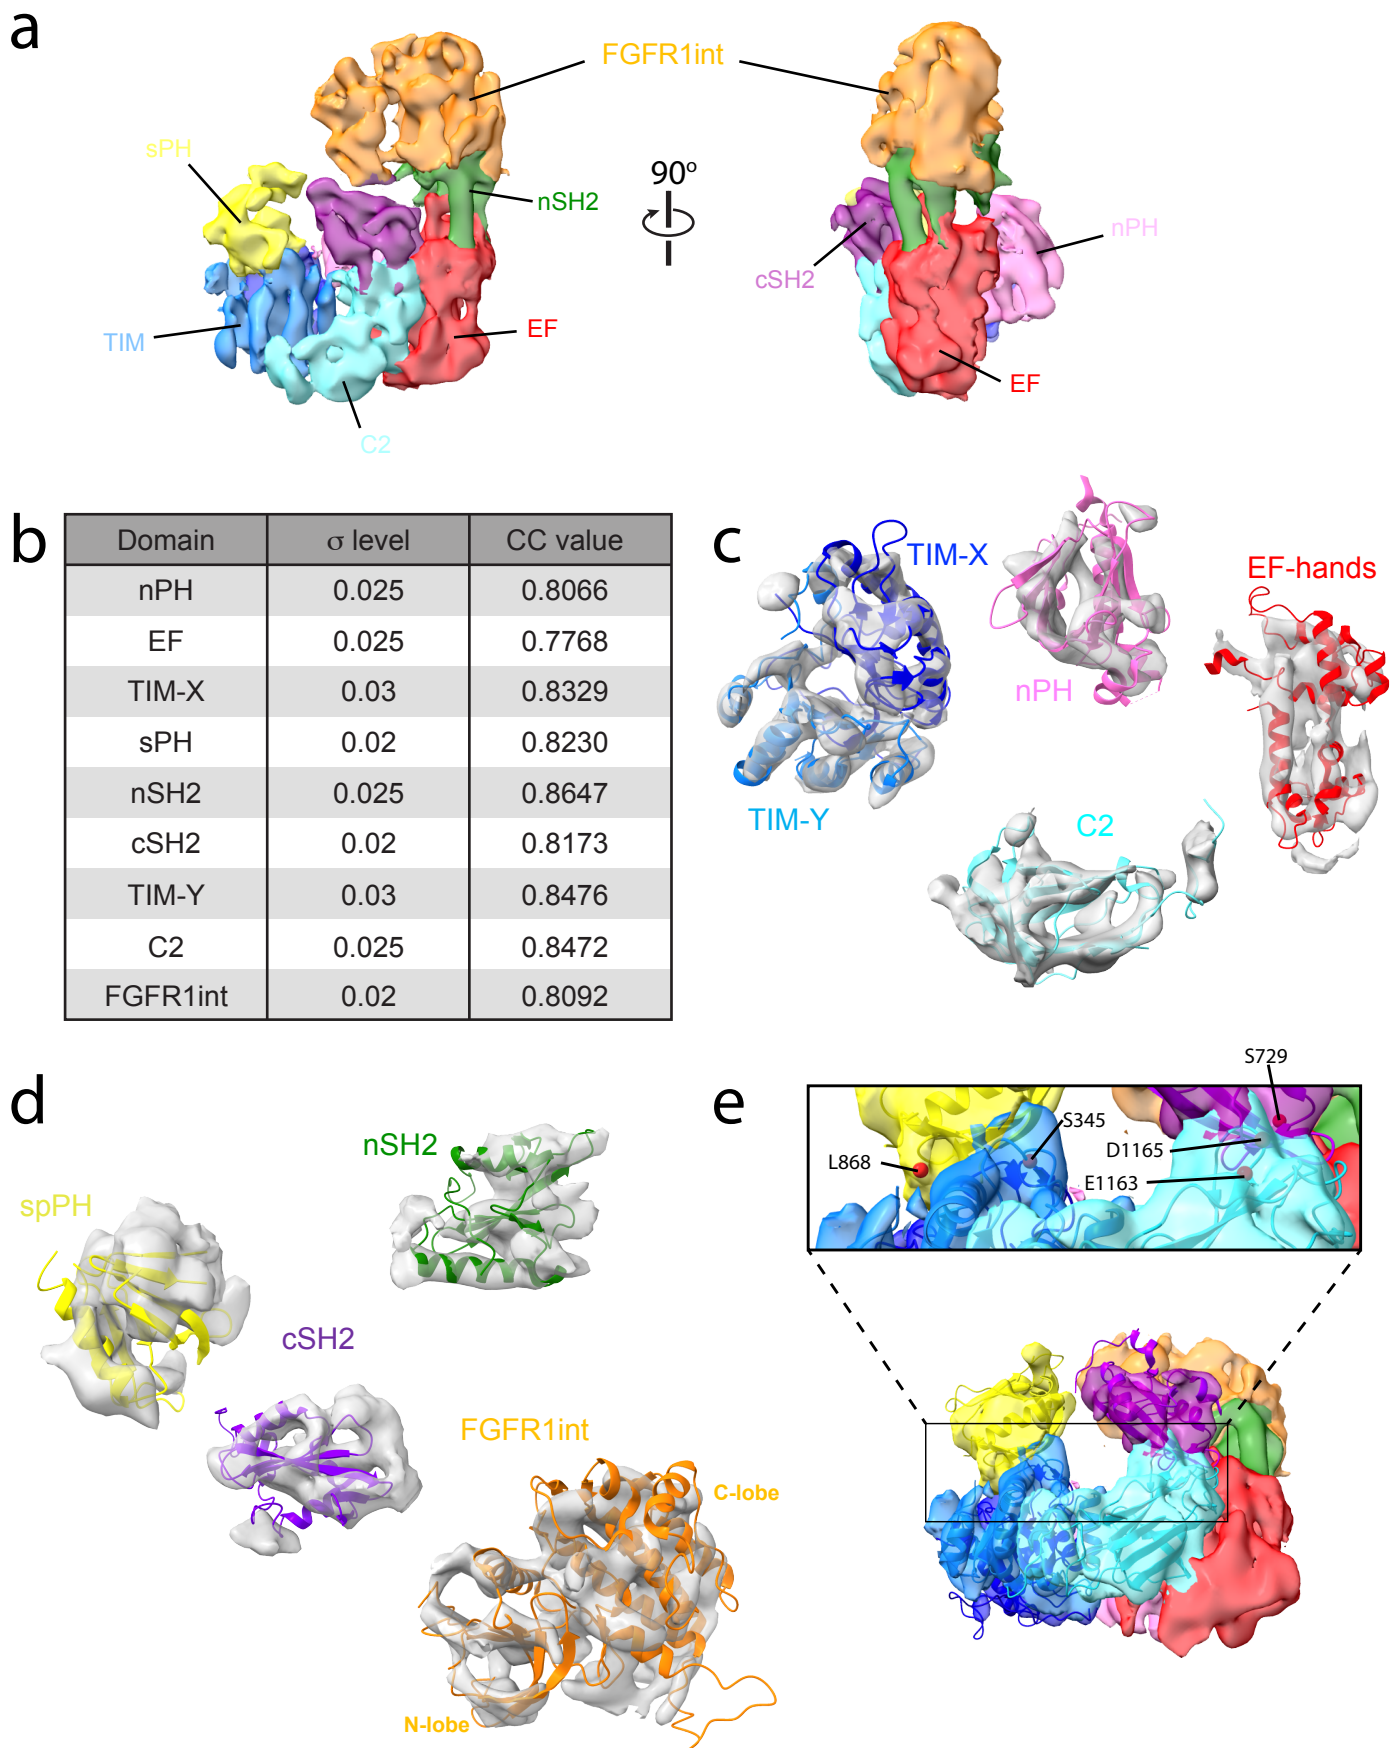 a
FGFR1int
sPH
nSH2
90º
nPH
cSH2
TIM
EF
EF
C2
b
Domain σ level CC value
nPH 0.025 0.8066
EF 0.025 0.7768
TIM-X 0.03 0.8329
sPH 0.02 0.8230
nSH2 0.025 0.8647
cSH2 0.02 0.8173
TIM-Y 0.03 0.8476
C2 0.025 0.8472
FGFR1int 0.02 0.8092
c
TIM-X
EF-hands
nPH
TIM-Y
C2
d
nSH2
spPH
cSH2
FGFR1int
C-lobe
N-lobe
e
S729
S345
D1165
L868
E1163